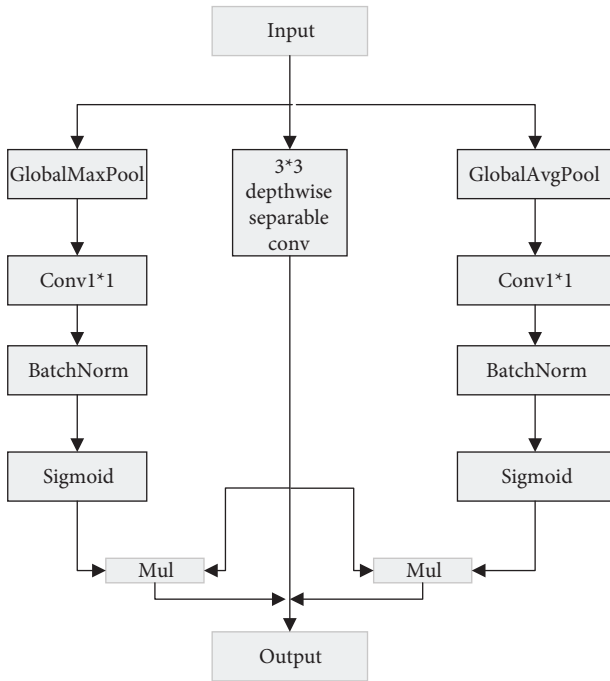 Input
GlobalMaxPool
3*3
depthwise
separable
conv
GlobalAvgPool
Conv1*1
Conv1*1
BatchNorm
BatchNorm
Sigmoid
Sigmoid
Mul
Mul
Output